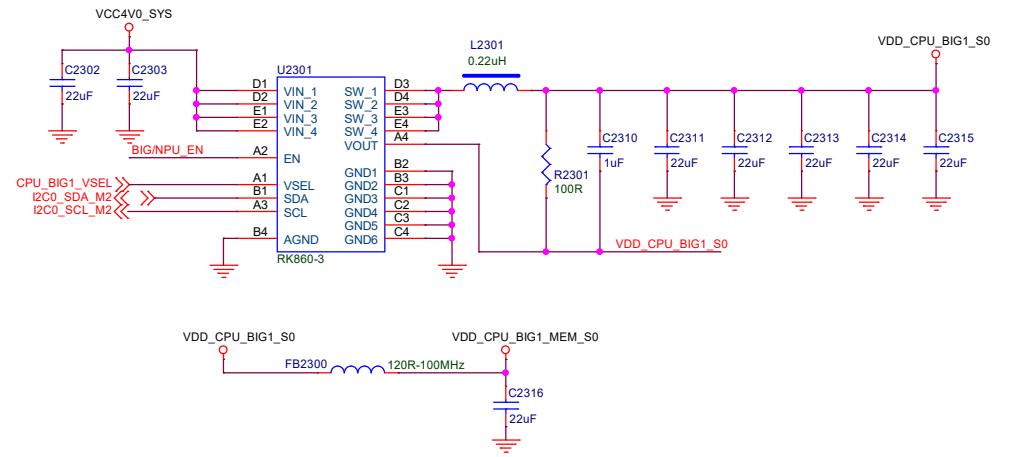 VCC4V0_SYS
C2302
22uF
C2303
22uF
U2301
D1 VIN_1
D2 VIN_2
E1 VIN_3
E2 VIN_4
BIG/NPU_EN A2 EN
CPU_BIG1_VSEL A1 VSEL
I2C0_SDA_M2 B1 SDA
I2C0_SCL_M2 A3 SCL
B4 AGND
SW_1 D3
SW_2 D4
SW_3 E3
SW_4 E4
VOUT A4
GND1 B2
GND2 B3
GND3 C1
GND4 C2
GND5 C3
GND6 C4
RK860-3
L2301
0.22uH
VDD_CPU_BIG1_S0
R2301
100R
C2310
1uF
C2311
22uF
C2312
22uF
C2313
22uF
C2314
22uF
C2315
22uF
VDD_CPU_BIG1_S0
VDD_CPU_BIG1_S0
FB2300
120R-100MHz
VDD_CPU_BIG1_MEM_S0
C2316
22uF